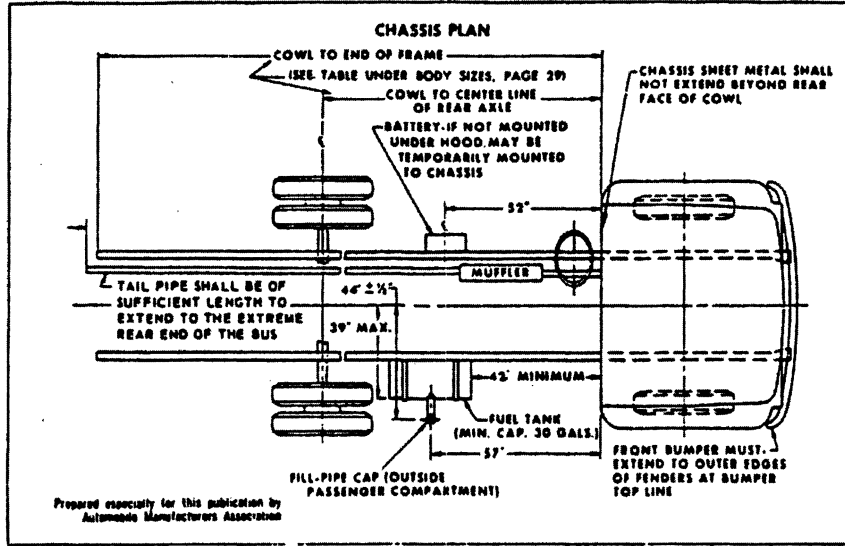 CHASSIS PLAN
COWL TO END OF FRAME
(SEE TABLE UNDER BODY SIZES, PAGE 29)
COWL TO CENTER LINE
OF REAR AXLE
CHASSIS SHEET METAL SHALL
NOT EXTEND BEYOND REAR
FACE OF COWL
BATTERY-IF NOT MOUNTED
UNDER HOOD, MAY BE
TEMPORARILY MOUNTED
TO CHASSIS
52"
MUFFLER
TAIL PIPE SHALL BE OF
SUFFICIENT LENGTH TO
EXTEND TO THE EXTREME
REAR END OF THE BUS
± ½"
39" MAX.
42" MINIMUM
FUEL TANK
(MIN. CAP. 30 GALS.)
57"
FILL-PIPE CAP (OUTSIDE
PASSENGER COMPARTMENT)
FRONT BUMPER MUST
EXTEND TO OUTER EDGES
OF FENDERS AT BUMPER
TOP LINE
Prepared especially for this publication by
Automobile Manufacturers Association